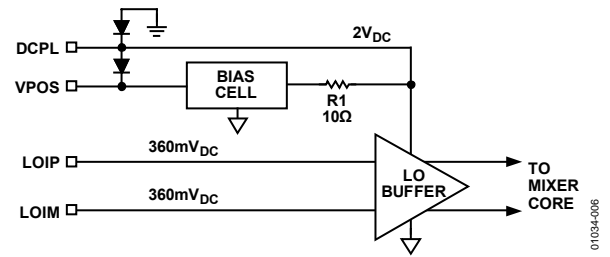 DCPL
2VDC
VPOS
BIAS
CELL
R1
10Ω
LOIP
360mVDC
LO
BUFFER
TO
MIXER
CORE
LOIM
360mVDC
01034-006